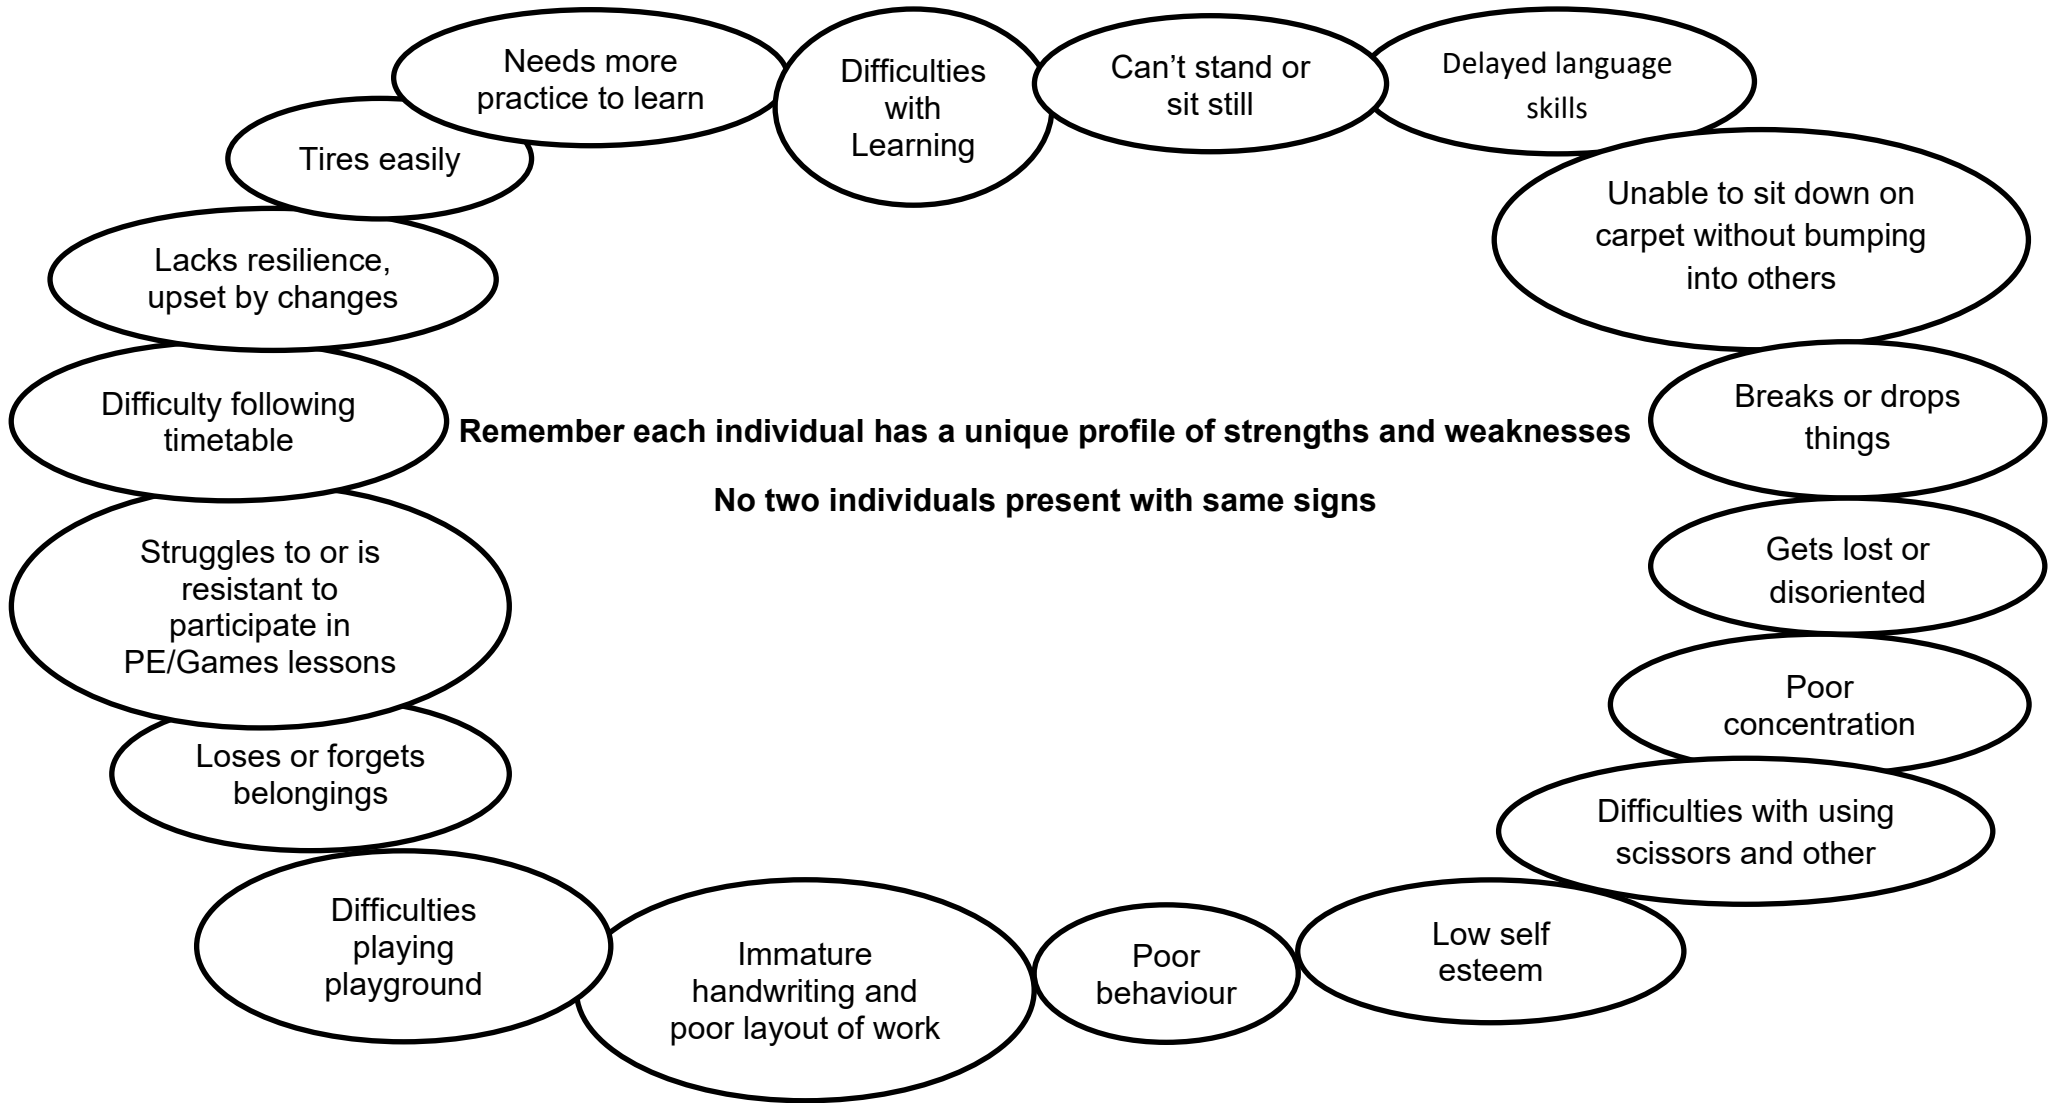 Needs more
practice to learn
Difficulties
with
Learning
Can’t stand or
sit still
Delayed language
skills
Tires easily
Unable to sit down on
carpet without bumping
into others
Lacks resilience,
upset by changes
Difficulty following
timetable
Remember each individual has a unique profile of strengths and weaknesses
No two individuals present with same signs
Breaks or drops
things
Struggles to or is
resistant to
participate in
PE/Games lessons
Gets lost or
disoriented
Poor
concentration
Loses or forgets
belongings
Difficulties with using
scissors and other
Difficulties
playing
playground
Immature
handwriting and
poor layout of work
Poor
behaviour
Low self
esteem